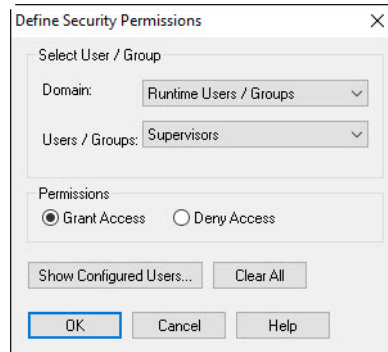 Define Security Permissions
Select User / Group
Domain: Runtime Users / Groups
Users / Groups: Supervisors
Permissions
Grant Access Deny Access
Show Configured Users... Clear All
OK Cancel Help